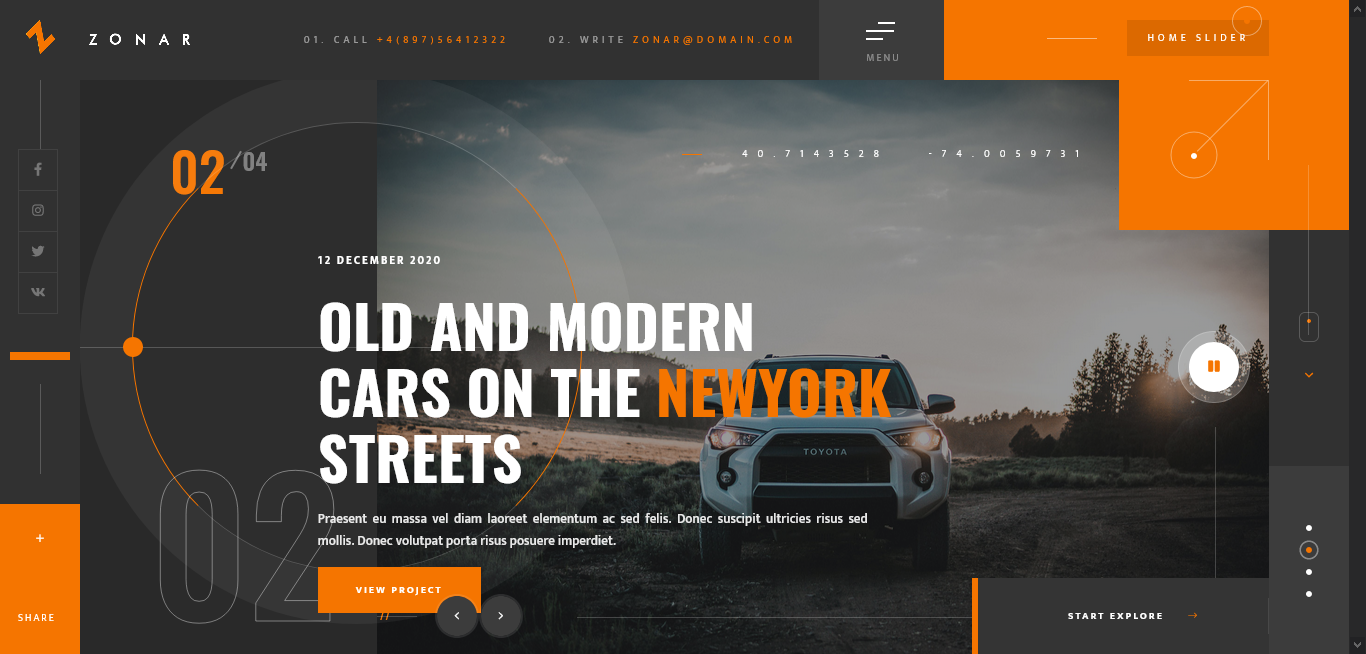 ZONAR
01. CALL +4(897)56412322
02. WRITE ZONAR@DOMAIN.COM
MENU
HOME SLIDER
02/04
40.7143528 -74.0059731
12 DECEMBER 2020
OLD AND MODERN
CARS ON THE NEWYORK
STREETS
TOYOTA
02
Praesent eu massa vel diam laoreet elementum ac sed felis. Donec suscipit ultricies risus sed
mollis. Donec volutpat porta risus posuere imperdiet.
VIEW PROJECT
//
+
SHARE
START EXPLORE →